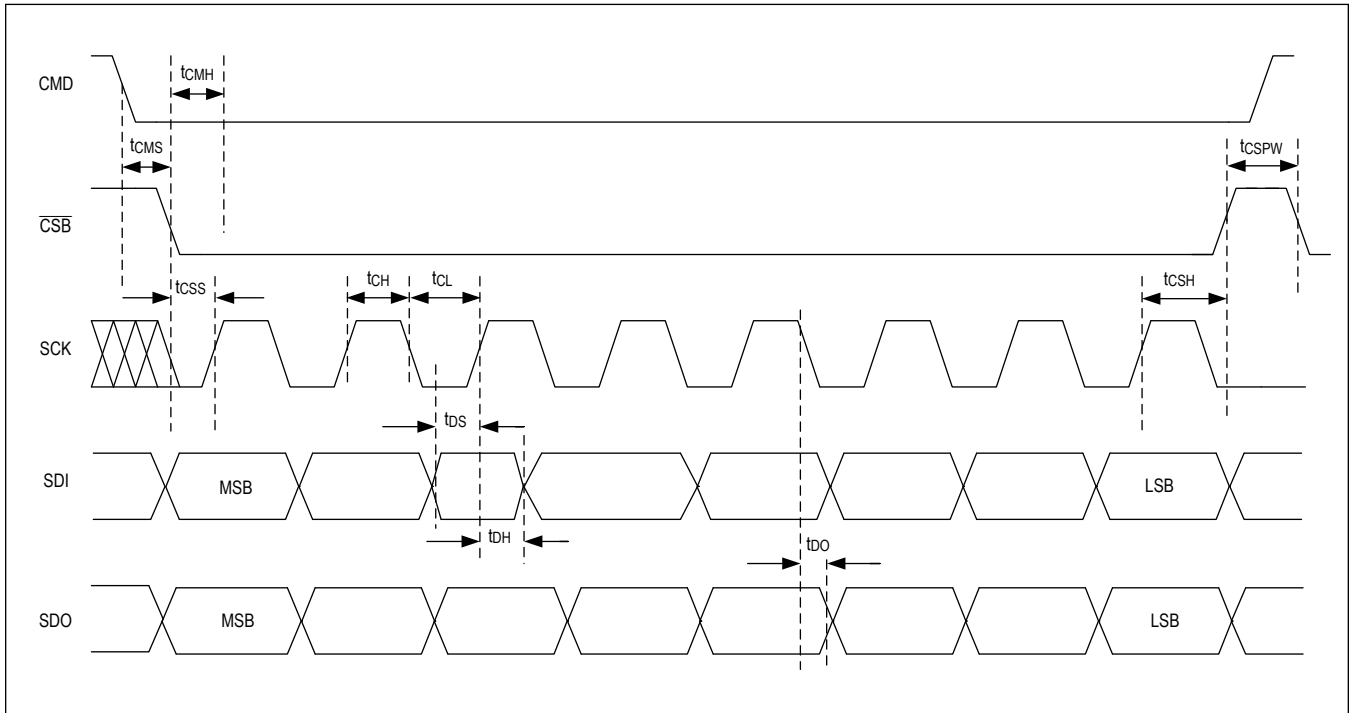 CMD
tCMH
tCMS
tCSPW
CSB
tCSS
tCH
tCL
tCSH
SCK
tDS
SDI
MSB
LSB
tDH
tDO
SDO
MSB
LSB